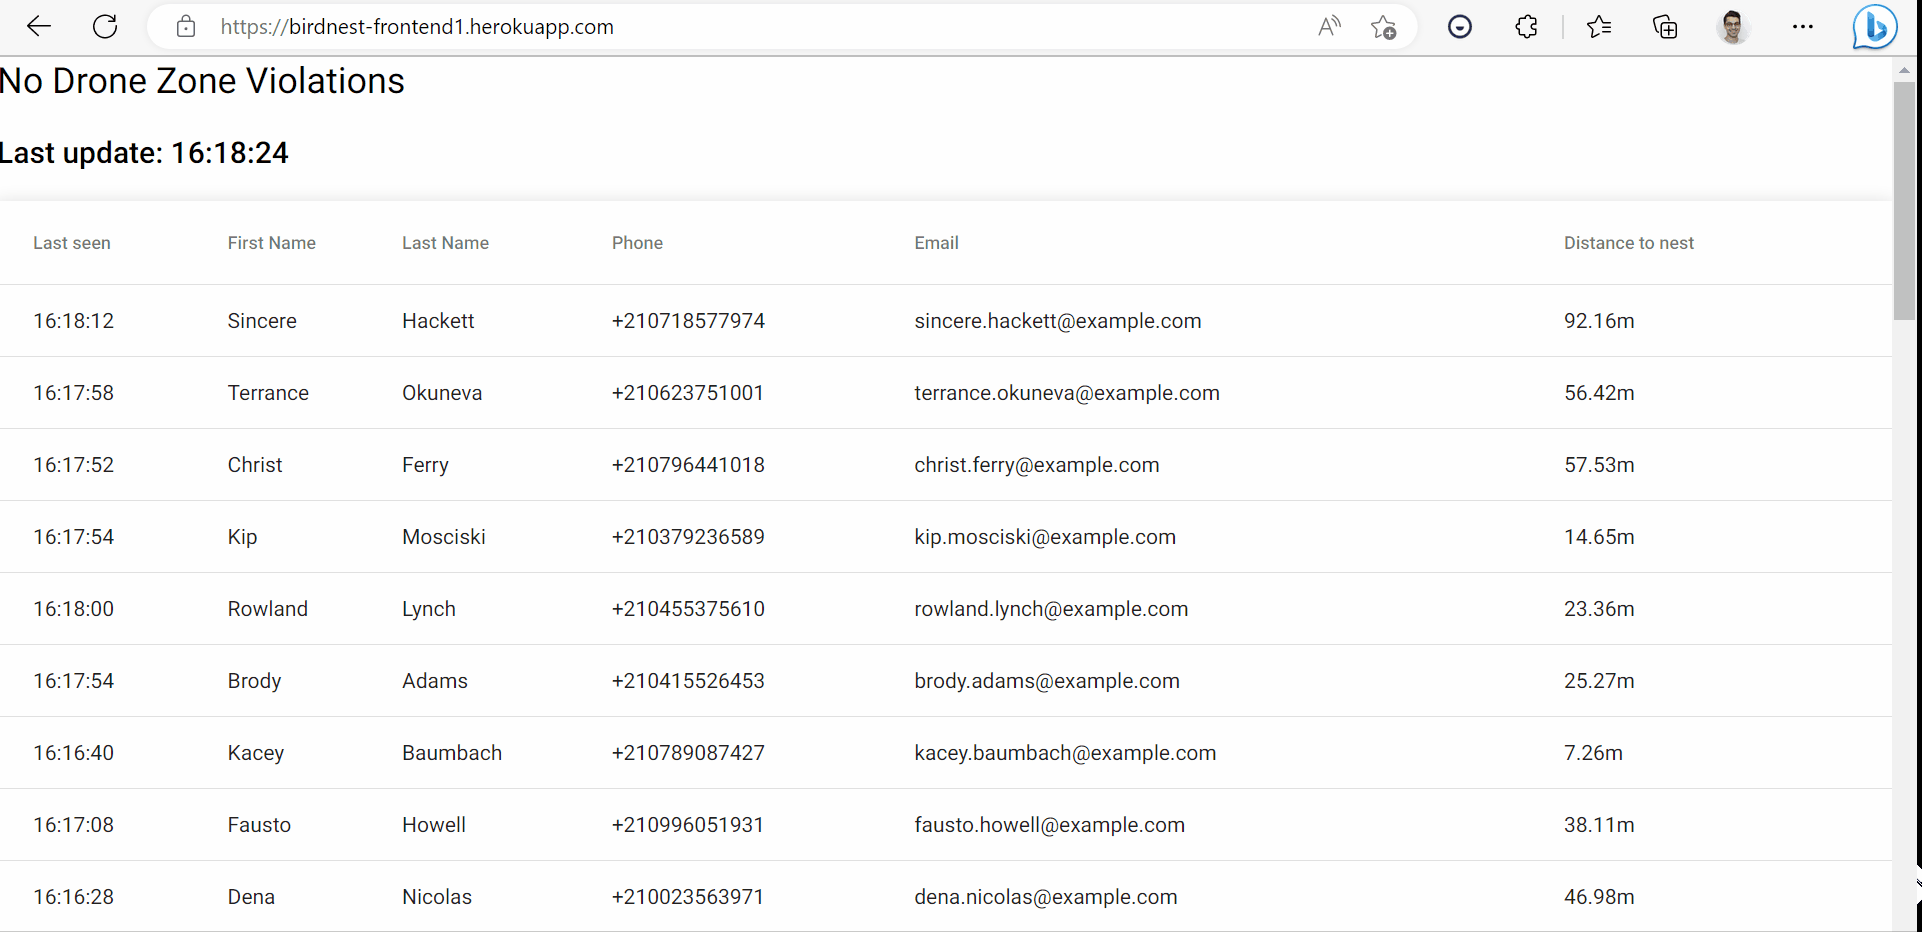 https://birdnest-frontend1.herokuapp.com
No Drone Zone Violations
Last update: 16:18:24
Last seen First Name Last Name Phone Email Distance to nest
16:18:12 Sincere Hackett +210718577974 sincere.hackett@example.com 92.16m
16:17:58 Terrance Okuneva +210623751001 terrance.okuneva@example.com 56.42m
16:17:52 Christ Ferry +210796441018 christ.ferry@example.com 57.53m
16:17:54 Kip Mosciski +210379236589 kip.mosciski@example.com 14.65m
16:18:00 Rowland Lynch +210455375610 rowland.lynch@example.com 23.36m
16:17:54 Brody Adams +210415526453 brody.adams@example.com 25.27m
16:16:40 Kacey Baumbach +210789087427 kacey.baumbach@example.com 7.26m
16:17:08 Fausto Howell +210996051931 fausto.howell@example.com 38.11m
16:16:28 Dena Nicolas +210023563971 dena.nicolas@example.com 46.98m